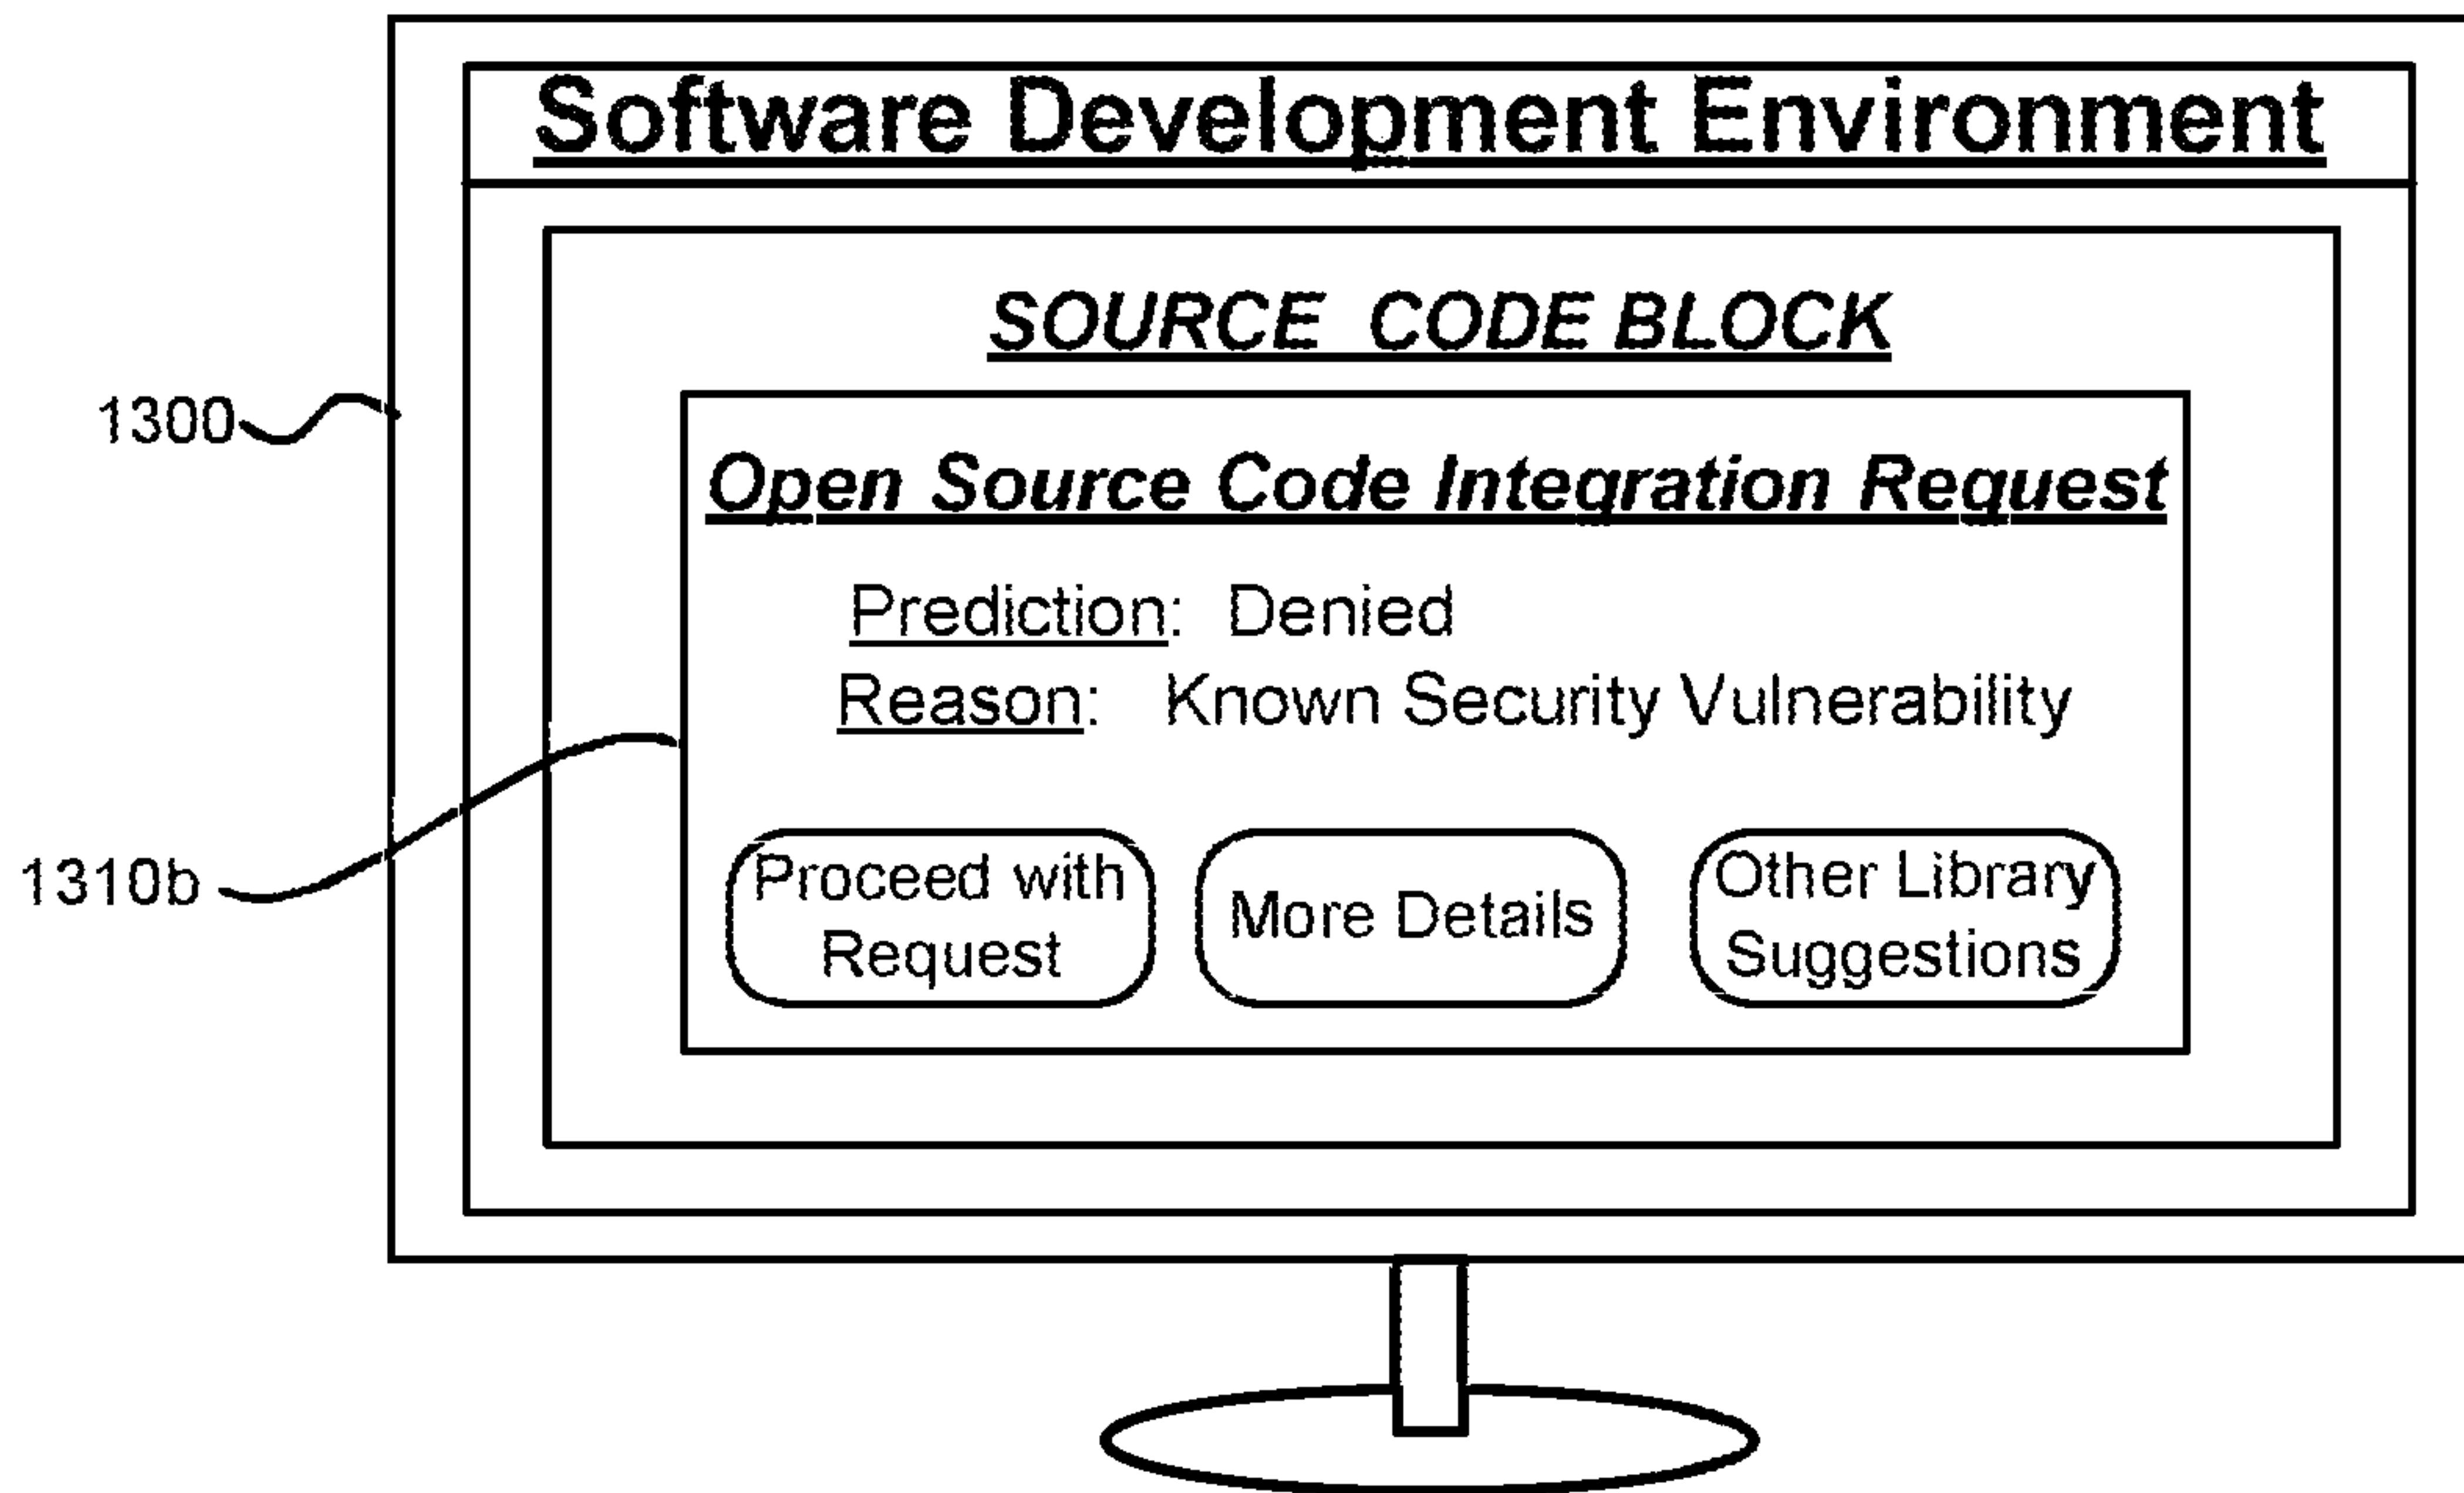 Software Development Environment
SOURCE CODE BLOCK
1300
Open Source Code Integration Request
Prediction: Denied
Reason: Known Security Vulnerability
1310b
Proceed with
Request
More Details
Other Library
Suggestions